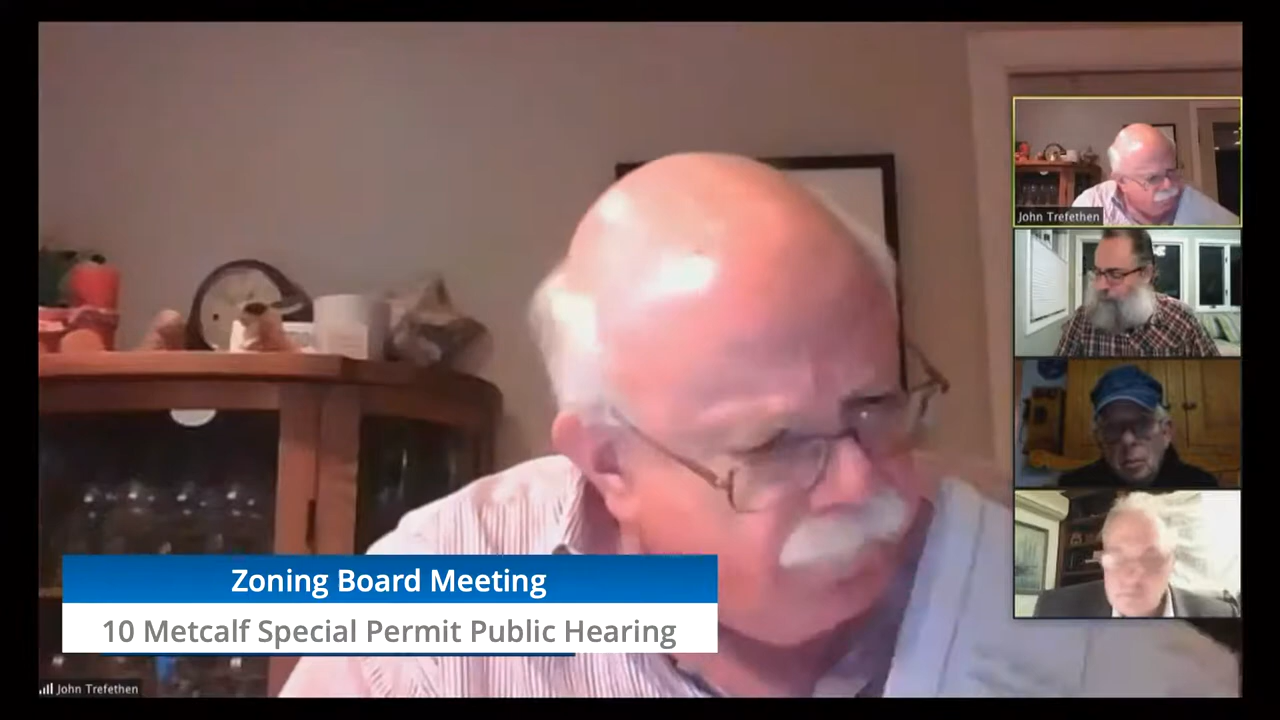 John Trefethen
Zoning Board Meeting
10 Metcalf Special Permit Public Hearing
John Trefethen